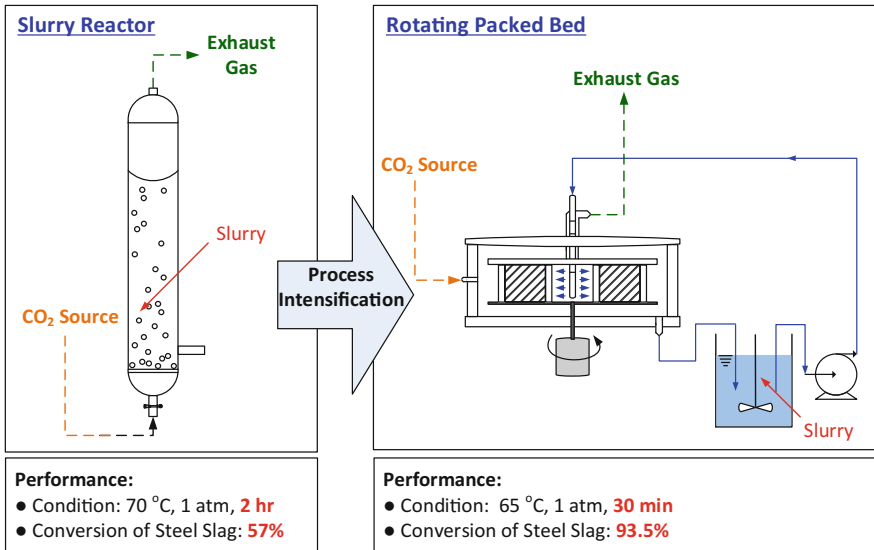 Slurry Reactor
Exhaust
Gas
Slurry
CO₂ Source
Process
Intensification
Rotating Packed Bed
Exhaust Gas
CO₂ Source
Slurry
Performance:
● Condition: 70 °C, 1 atm, 2 hr
● Conversion of Steel Slag: 57%
Performance:
● Condition: 65 °C, 1 atm, 30 min
● Conversion of Steel Slag: 93.5%